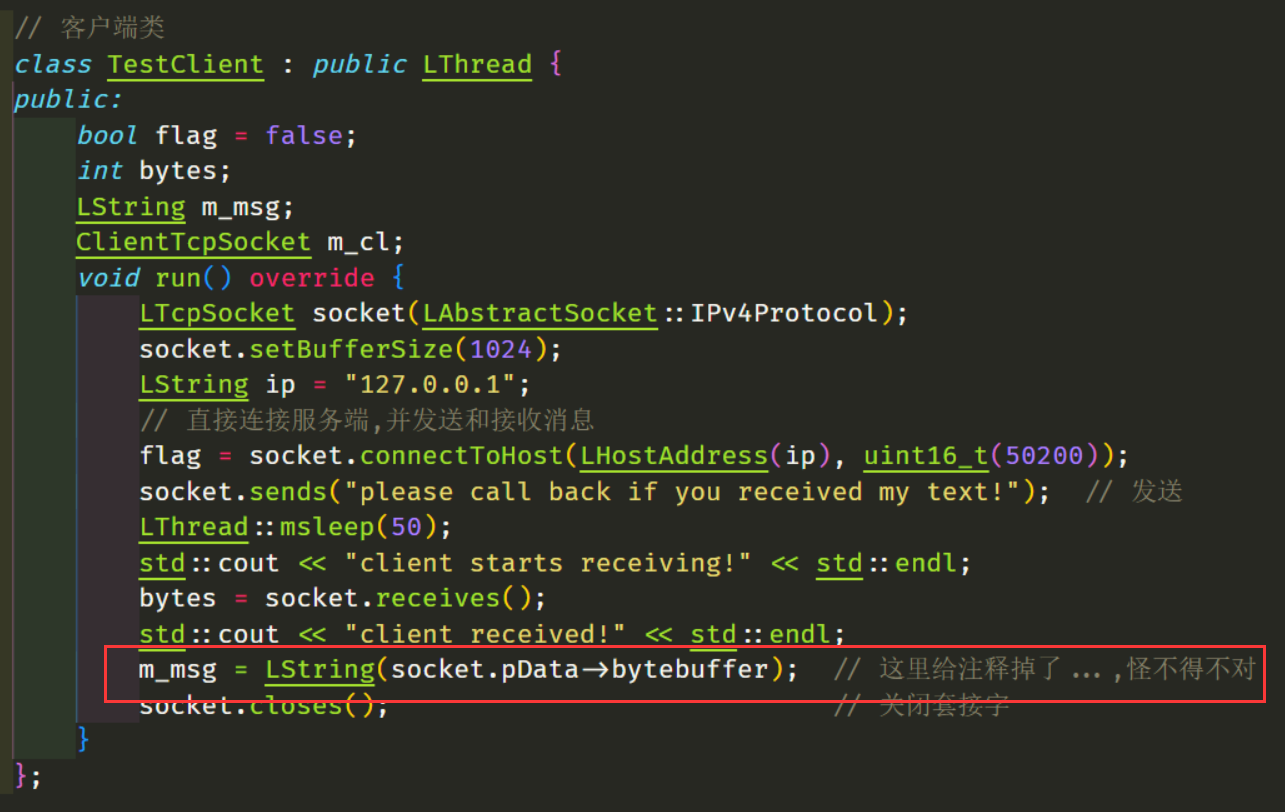 // 客户端类
class TestClient : public LThread {
public:
    bool flag = false;
    int bytes;
    LString m_msg;
    ClientTcpSocket m_cl;
    void run() override {
        LTcpSocket socket(LAbstractSocket::IPv4Protocol);
        socket.setBufferSize(1024);
        LString ip = "127.0.0.1";
        // 直接连接服务端,并发送和接收消息
        flag = socket.connectToHost(LHostAddress(ip), uint16_t(50200));
        socket.sends("please call back if you received my text!");  // 发送
        LThread::msleep(50);
        std::cout << "client starts receiving!" << std::endl;
        bytes = socket.receives();
        std::cout << "client received!" << std::endl;
        m_msg = LString(socket.pData->bytebuffer);  // 这里给注释掉了...,怪不得不对
        socket.closes();                            // 关闭套接字
    }
};